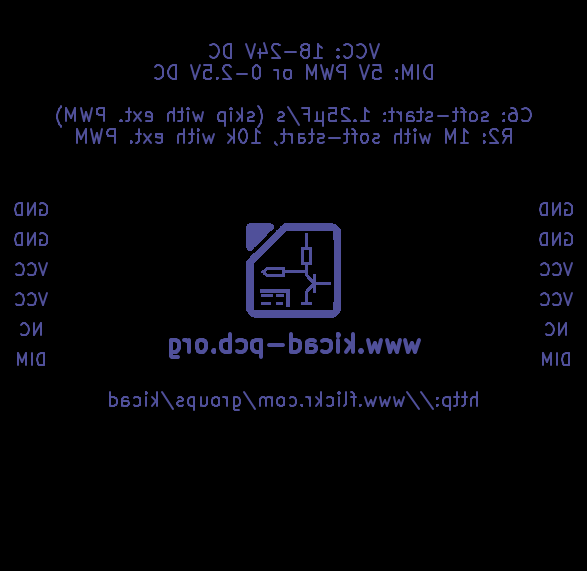 VCC: 18-24V DC
DIM: 5V PWM or 0-2.5V DC
C6: soft-start: 1.25µF/s (skip with ext. PWM)
R2: 1M with soft-start, 10k with ext. PWM
GND GND
GND GND
VCC VCC
VCC VCC
NC NC
DIM DIM
www.kicad-pcb.org
http://www.flickr.com/groups/kicad